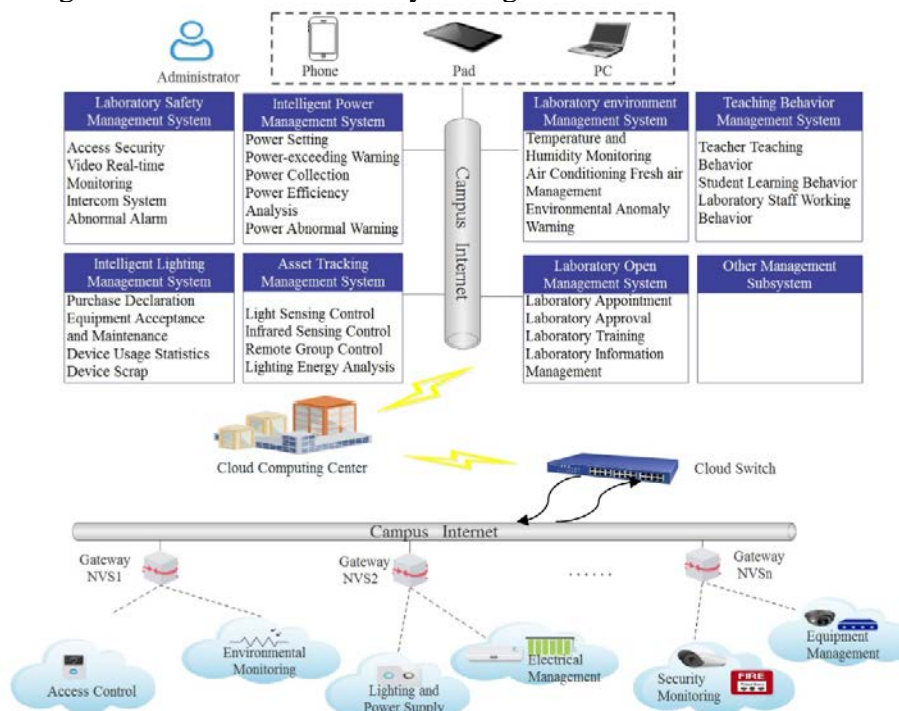 Administrator
Phone
Pad
PC
Laboratory Safety
Management System
Access Security
Video Real-time
Monitoring
Intercom System
Abnormal Alarm
Intelligent Power
Management System
Power Setting
Power-exceeding Warning
Power Collection
Power Efficiency
Analysis
Power Abnormal Warning
Campus Internet
Laboratory environment
Management System
Temperature and
Humidity Monitoring
Air Conditioning Fresh air
Management
Environmental Anomaly
Warning
Teaching Behavior
Management System
Teacher Teaching
Behavior
Student Learning Behavior
Laboratory Staff Working
Behavior
Intelligent Lighting
Management System
Purchase Declaration
Equipment Acceptance
and Maintenance
Device Usage Statistics
Device Scrap
Asset Tracking
Management System
Light Sensing Control
Infrared Sensing Control
Remote Group Control
Lighting Energy Analysis
Laboratory Open
Management System
Laboratory Appointment
Laboratory Approval
Laboratory Training
Laboratory Information
Management
Other Management
Subsystem
Cloud Computing Center
Cloud Switch
Campus Internet
Gateway
NVS1
Gateway
NVS2
......
Gateway
NVSn
Access Control
Environmental
Monitoring
Lighting and
Power Supply
Electrical
Management
Security
Monitoring
FIRE
Equipment
Management